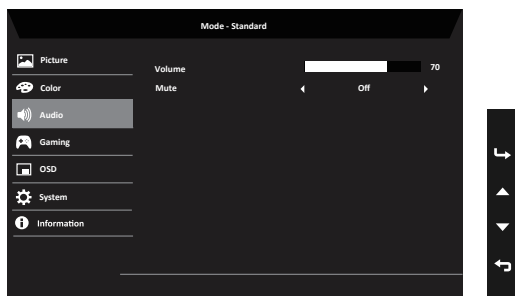 Mode - Standard
Picture
Volume 70
Color
Mute Off
Audio
Gaming
OSD
System
Information